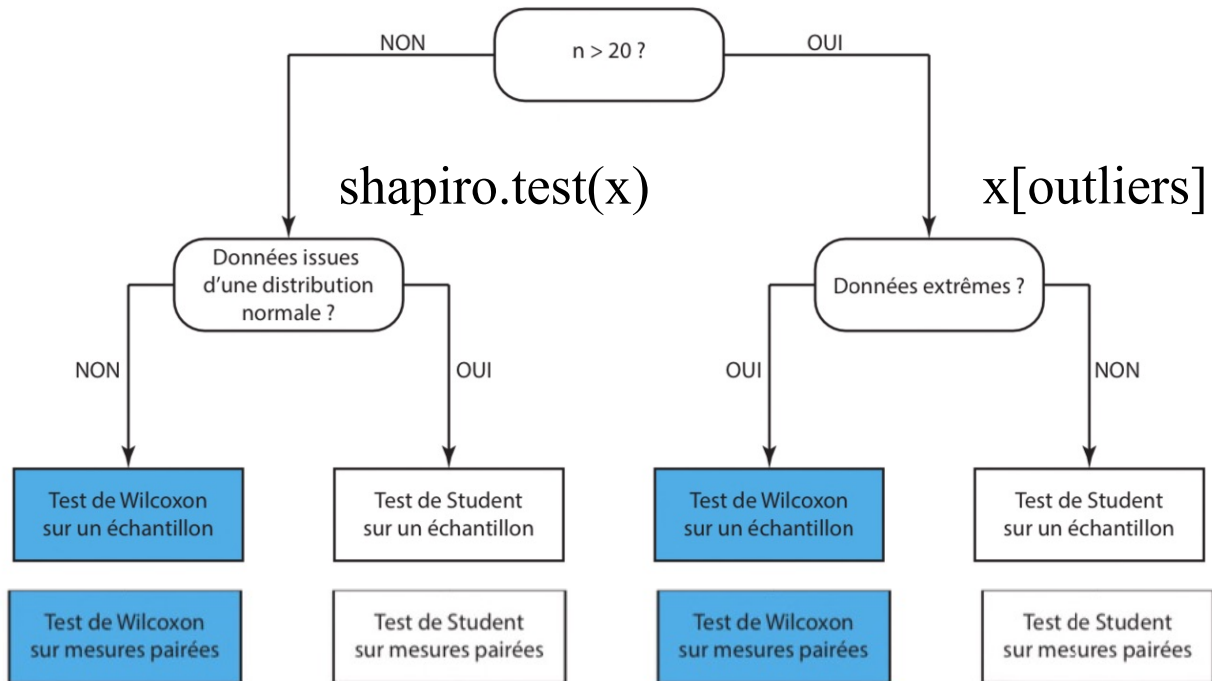 NON
n > 20 ?
OUI
shapiro.test(x)
x[outliers]
Données issues
d’une distribution
normale ?
Données extrêmes ?
NON
OUI
OUI
NON
Test de Wilcoxon
sur un échantillon
Test de Student
sur un échantillon
Test de Wilcoxon
sur un échantillon
Test de Student
sur un échantillon
Test de Wilcoxon
sur mesures pairées
Test de Student
sur mesures pairées
Test de Wilcoxon
sur mesures pairées
Test de Student
sur mesures pairées